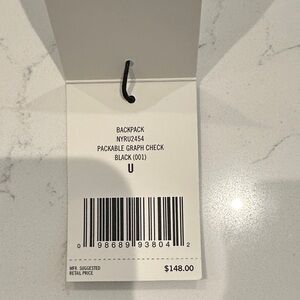 BACKPACK
NYRU2454
PACKABLE GRAPH CHECK
BLACK (001)
U
0 98689 93804 2
MFR. SUGGESTED
RETAIL PRICE
$148.00